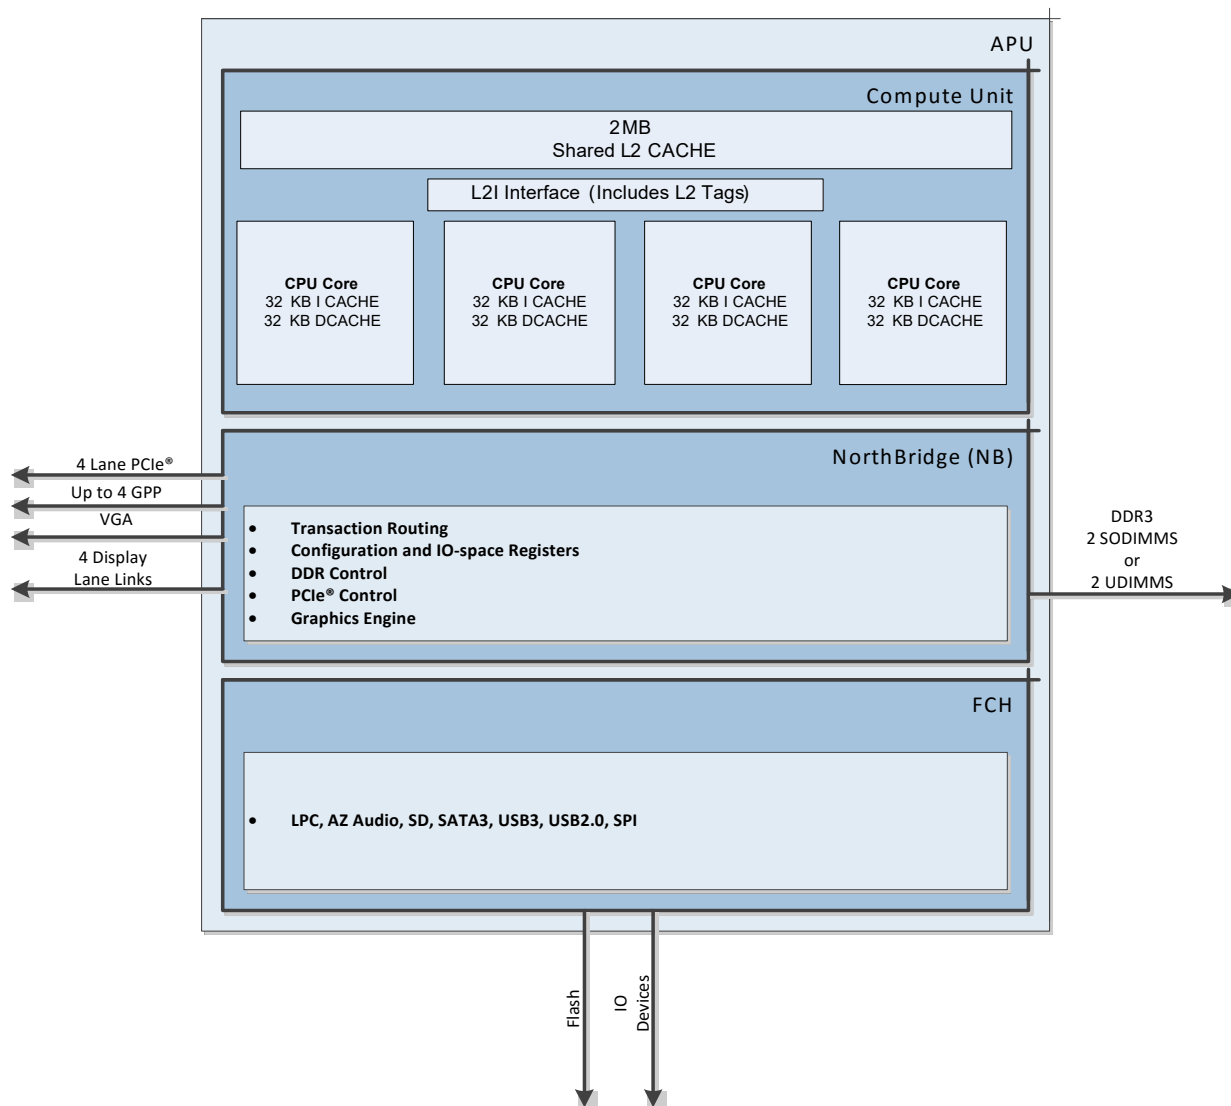 APU
Compute Unit
2MB
Shared L2 CACHE
L2I Interface (Includes L2 Tags)
CPU Core
32 KB I CACHE
32 KB DCACHE
CPU Core
32 KB I CACHE
32 KB DCACHE
CPU Core
32 KB I CACHE
32 KB DCACHE
CPU Core
32 KB I CACHE
32 KB DCACHE
4 Lane PCIe®
Up to 4 GPP
VGA
4 Display
Lane Links
NorthBridge (NB)
• Transaction Routing
• Configuration and IO-space Registers
• DDR Control
• PCIe® Control
• Graphics Engine
DDR3
2 SODIMMS
or
2 UDIMMS
FCH
• LPC, AZ Audio, SD, SATA3, USB3, USB2.0, SPI
Flash
IO
Devices